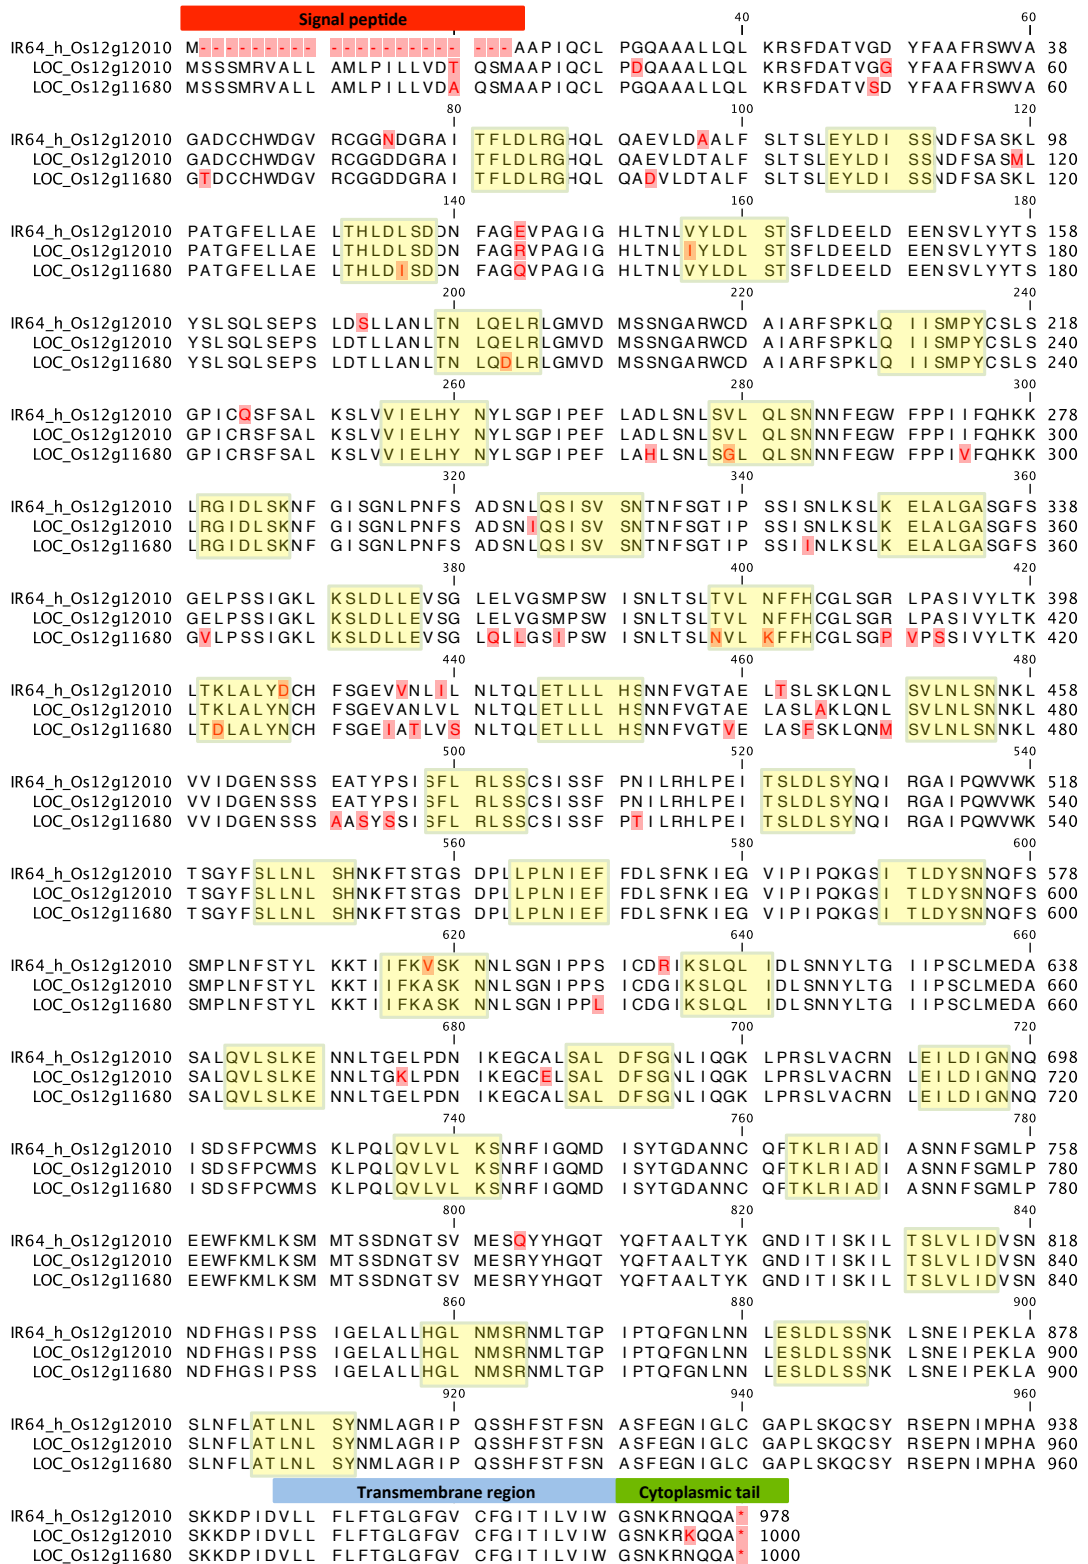 Signal peptide
40 60
IR64_h_Os12g12010 M--------- ---------- ---AAPIQCL PGQAAALLQL KRSFDATVGD YFAAFRSWVA 38
LOC_Os12g12010 MSSSMRVALL AMLPILLVDT QSMAAPIQCL PDQAAALLQL KRSFDATVGG YFAAFRSWVA 60
LOC_Os12g11680 MSSSMRVALL AMLPILLVDA QSMAAPIQCL PGQAAALLQL KRSFDATVSD YFAAFRSWVA 60
80 100 120
IR64_h_Os12g12010 GADCCHWDGV RCGGNDGRAI TFLDLRGHQL QAEVLDAALF SLTSLEYLDI SSNDFSASKL 98
LOC_Os12g12010 GADCCHWDGV RCGGDDGRAI TFLDLRGHQL QAEVLDTALF SLTSLEYLDI SSNDFSASML 120
LOC_Os12g11680 GTDCCHWDGV RCGGDDGRAI TFLDLRGHQL QADVLDTALF SLTSLEYLDI SSNDFSASKL 120
140 160 180
IR64_h_Os12g12010 PATGFELLAE LTHLDLSDDN FAGEVPAGIG HLTNLVYLDL STSFLDEELD EENSVLYYTS 158
LOC_Os12g12010 PATGFELLAE LTHLDLSDDN FAGRVPAGIG HLTNLIYLDL STSFLDEELD EENSVLYYTS 180
LOC_Os12g11680 PATGFELLAE LTHLDISDDN FAGQVPAGIG HLTNLVYLDL STSFLDEELD EENSVLYYTS 180
200 220 240
IR64_h_Os12g12010 YSLSQLSEPS LDSLLANLTN LQELRLGMVD MSSNGARWCD AIARFSPKLQ IISMPYCSLS 218
LOC_Os12g12010 YSLSQLSEPS LDTLLANLTN LQELRLGMVD MSSNGARWCD AIARFSPKLQ IISMPYCSLS 240
LOC_Os12g11680 YSLSQLSEPS LDTLLANLTN LQDLRLGMVD MSSNGARWCD AIARFSPKLQ IISMPYCSLS 240
260 280 300
IR64_h_Os12g12010 GPICQSFSAL KSLVVIELHY NYLSGPIPEF LADLSNLSVL QLSNNNFEGW FPPIIFQHKK 278
LOC_Os12g12010 GPICRSFSAL KSLVVIELHY NYLSGPIPEF LADLSNLSVL QLSNNNFEGW FPPIIFQHKK 300
LOC_Os12g11680 GPICRSFSAL KSLVVIELHY NYLSGPIPEF LAHLSNLSGL QLSNNNFEGW FPPIVFQHKK 300
320 340 360
IR64_h_Os12g12010 LRGIDLSKNF GISGNLPNFS ADSNLQSISV SNTNFSGTIP SSISNLKSLK ELALGASGFS 338
LOC_Os12g12010 LRGIDLSKNF GISGNLPNFS ADSNIQSISV SNTNFSGTIP SSISNLKSLK ELALGASGFS 360
LOC_Os12g11680 LRGIDLSKNF GISGNLPNFS ADSNLQSISV SNTNFSGTIP SSIINLKSLK ELALGASGFS 360
380 400 420
IR64_h_Os12g12010 GELPSSIGKL KSLDLLEVSG LELVGSMPSW ISNLTSLTVL NFFHCGLSGR LPASIVYLTK 398
LOC_Os12g12010 GELPSSIGKL KSLDLLEVSG LELVGSMPSW ISNLTSLTVL NFFHCGLSGR LPASIVYLTK 420
LOC_Os12g11680 GVLPSSIGKL KSLDLLEVSG LQLLGSIPSW ISNLTSLNVL KFFHCGLSGP VPSSIVYLTK 420
440 460 480
IR64_h_Os12g12010 LTKLALYDCH FSGEVVNLIL NLTQLETLLL HSNNFVGTAE LTSLSKLQNL SVLNLSNNKL 458
LOC_Os12g12010 LTKLALYNCH FSGEVANLVL NLTQLETLLL HSNNFVGTAE LASLAKLQNL SVLNLSNNKL 480
LOC_Os12g11680 LTDLALYNCH FSGEIATLVS NLTQLETLLL HSNNFVGTVE LASFSKLQNM SVLNLSNNKL 480
500 520 540
IR64_h_Os12g12010 VVIDGENSSS EATYPSISFL RLSSCSISSF PNILRHLPEI TSLDLSYNQI RGAIPQWVWK 518
LOC_Os12g12010 VVIDGENSSS EATYPSISFL RLSSCSISSF PNILRHLPEI TSLDLSYNQI RGAIPQWVWK 540
LOC_Os12g11680 VVIDGENSSS AASYSSISFL RLSSCSISSF PTILRHLPEI TSLDLSYNQI RGAIPQWVWK 540
560 580 600
IR64_h_Os12g12010 TSGYFSLLNL SHNKFTSTGS DPLLPLNIEF FDLSFNKIEG VIPIPQKGSI TLDYSNNQFS 578
LOC_Os12g12010 TSGYFSLLNL SHNKFTSTGS DPLLPLNIEF FDLSFNKIEG VIPIPQKGSI TLDYSNNQFS 600
LOC_Os12g11680 TSGYFSLLNL SHNKFTSTGS DPLLPLNIEF FDLSFNKIEG VIPIPQKGSI TLDYSNNQFS 600
620 640 660
IR64_h_Os12g12010 SMPLNFSTYL KKTIIFKVSK NNLSGNIPPS ICDRIKSLQL IDLSNNYLTG IIPSCLMEDA 638
LOC_Os12g12010 SMPLNFSTYL KKTIIFKASK NNLSGNIPPS ICDGIKSLQL IDLSNNYLTG IIPSCLMEDA 660
LOC_Os12g11680 SMPLNFSTYL KKTIIFKASK NNLSGNIPPL ICDGIKSLQL IDLSNNYLTG IIPSCLMEDA 660
680 700 720
IR64_h_Os12g12010 SALQVLSLKE NNLTGELPDN IKEGCALSAL DFSGNLIQGK LPRSLVACRN LEILDIGNNQ 698
LOC_Os12g12010 SALQVLSLKE NNLTGKLPDN IKEGCELSAL DFSGNLIQGK LPRSLVACRN LEILDIGNNQ 720
LOC_Os12g11680 SALQVLSLKE NNLTGELPDN IKEGCALSAL DFSGNLIQGK LPRSLVACRN LEILDIGNNQ 720
740 760 780
IR64_h_Os12g12010 ISDSFPCWMS KLPQLQVLVL KSNRFIGQMD ISYTGDANNC QFTKLRIADI ASNNFSGMLP 758
LOC_Os12g12010 ISDSFPCWMS KLPQLQVLVL KSNRFIGQMD ISYTGDANNC QFTKLRIADI ASNNFSGMLP 780
LOC_Os12g11680 ISDSFPCWMS KLPQLQVLVL KSNRFIGQMD ISYTGDANNC QFTKLRIADI ASNNFSGMLP 780
800 820 840
IR64_h_Os12g12010 EEWFKMLKSM MTSSDNGTSV MESQYYHGQT YQFTAALTYK GNDITISKIL TSLVLIDVSN 818
LOC_Os12g12010 EEWFKMLKSM MTSSDNGTSV MESRYYHGQT YQFTAALTYK GNDITISKIL TSLVLIDVSN 840
LOC_Os12g11680 EEWFKMLKSM MTSSDNGTSV MESRYYHGQT YQFTAALTYK GNDITISKIL TSLVLIDVSN 840
860 880 900
IR64_h_Os12g12010 NDFHGSIPSS IGELALLHGL NMSRNMLTGP IPTQFGNLNN LESLDLSSNK LSNEIPEKLA 878
LOC_Os12g12010 NDFHGSIPSS IGELALLHGL NMSRNMLTGP IPTQFGNLNN LESLDLSSNK LSNEIPEKLA 900
LOC_Os12g11680 NDFHGSIPSS IGELALLHGL NMSRNMLTGP IPTQFGNLNN LESLDLSSNK LSNEIPEKLA 900
920 940 960
IR64_h_Os12g12010 SLNFLATLNL SYNMLAGRIP QSSHFSTFSN ASFEGNIGLC GAPLSKQCSY RSEPNIMPHA 938
LOC_Os12g12010 SLNFLATLNL SYNMLAGRIP QSSHFSTFSN ASFEGNIGLC GAPLSKQCSY RSEPNIMPHA 960
LOC_Os12g11680 SLNFLATLNL SYNMLAGRIP QSSHFSTFSN ASFEGNIGLC GAPLSKQCSY RSEPNIMPHA 960
Transmembrane region Cytoplasmic tail
IR64_h_Os12g12010 SKKDPIDVLL FLFTGLGFGV CFGITILVIW GSNKRNQQA* 978
LOC_Os12g12010 SKKDPIDVLL FLFTGLGFGV CFGITILVIW GSNKRKQQA* 1000
LOC_Os12g11680 SKKDPIDVLL FLFTGLGFGV CFGITILVIW GSNKRNQQA* 1000